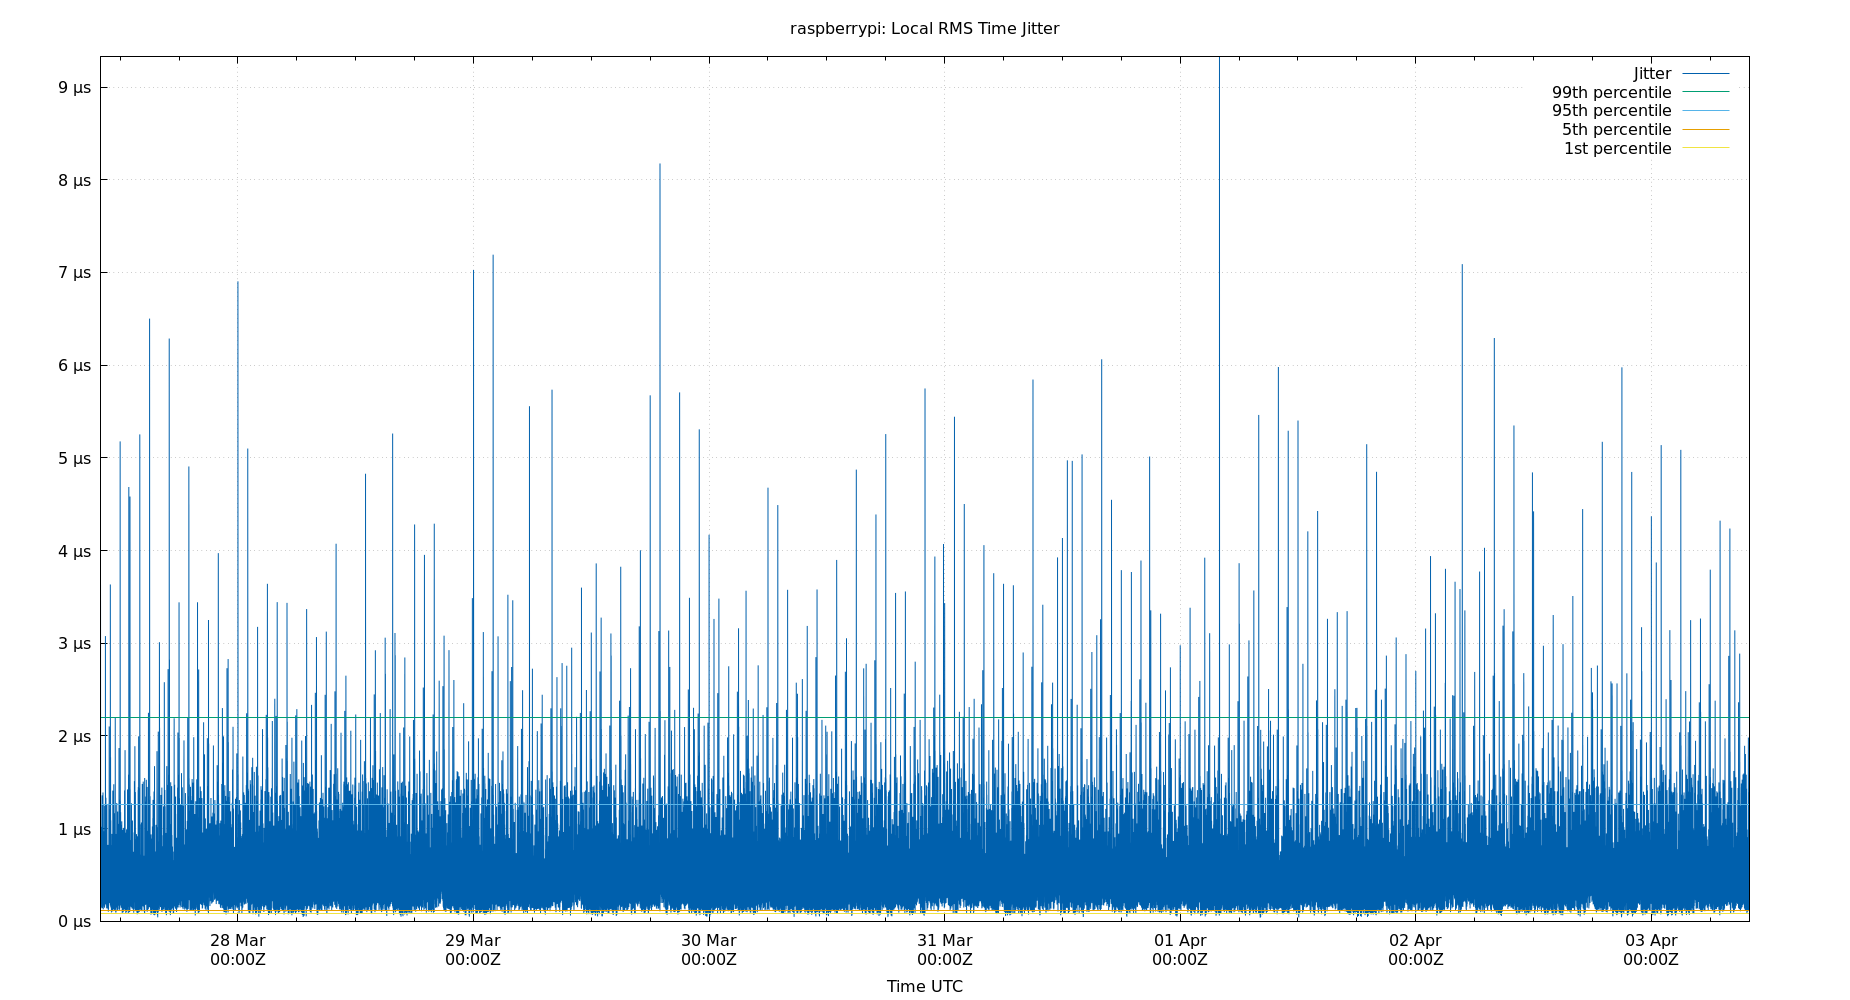 raspberrypi: Local RMS Time Jitter
Jitter
99th percentile
95th percentile
5th percentile
1st percentile
9 µs
8 µs
7 µs
6 µs
5 µs
4 µs
3 µs
2 µs
1 µs
0 µs
28 Mar 29 Mar 30 Mar 31 Mar 01 Apr 02 Apr 03 Apr
00:00Z 00:00Z 00:00Z 00:00Z 00:00Z 00:00Z 00:00Z
Time UTC